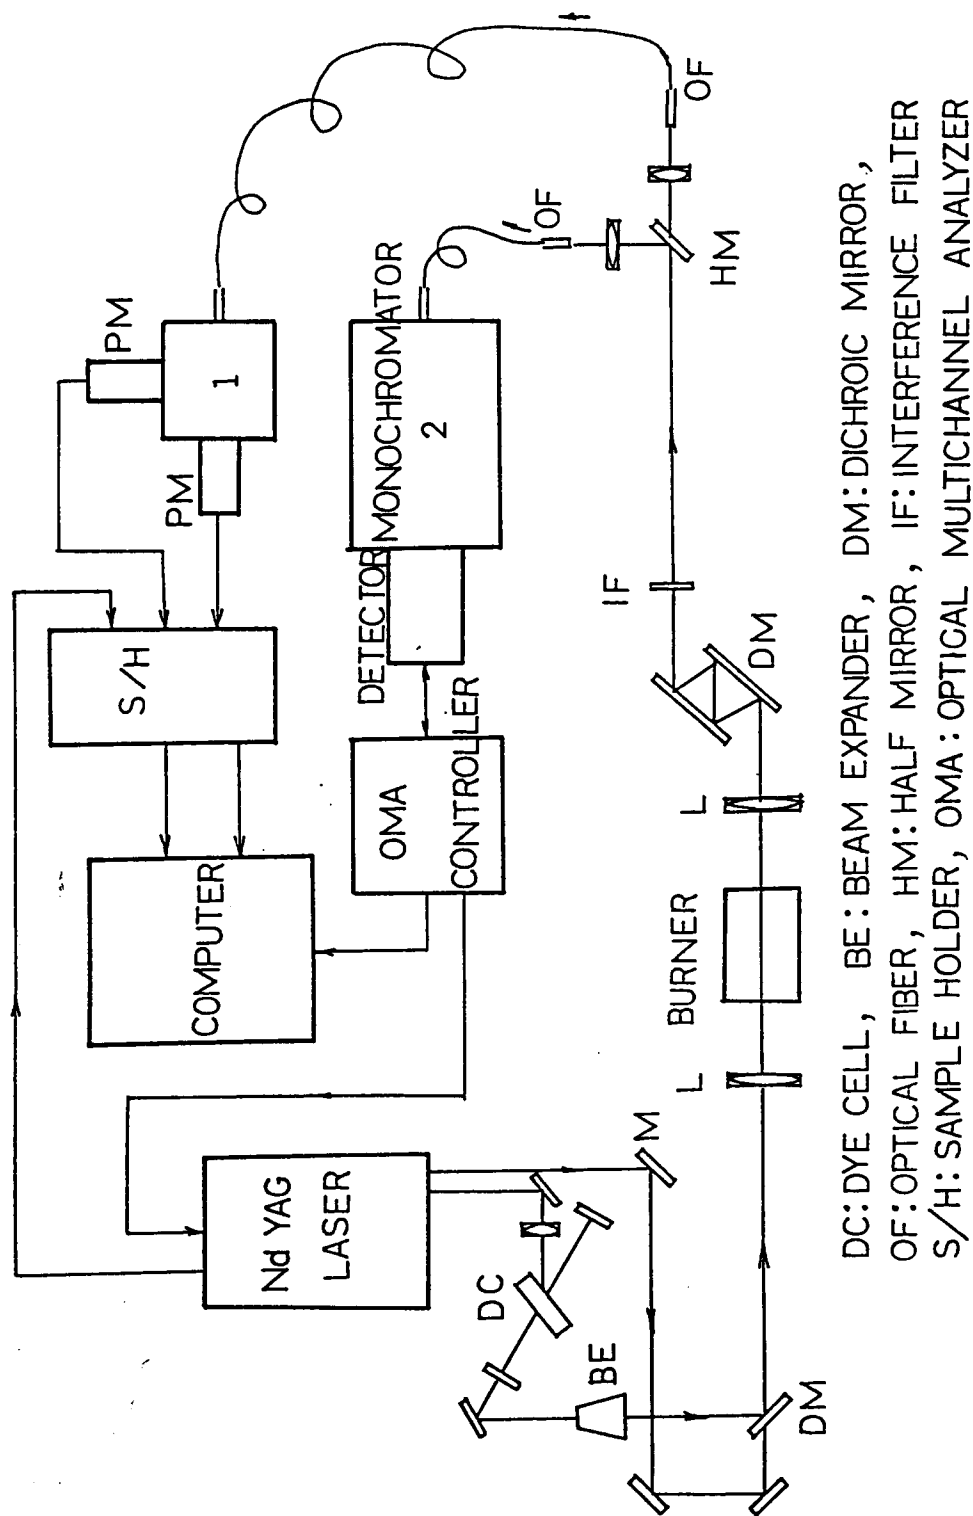 PM
1
PM
S/H
COMPUTER
MONOCHROMATOR
2
DETECTOR
OMA
CONTROLLER
Nd YAG
LASER
OF
OF
HM
IF
DM
L
BURNER
L
M
DC
BE
DM
DC: DYE CELL, BE: BEAM EXPANDER, DM: DICHROIC MIRROR,
OF: OPTICAL FIBER, HM: HALF MIRROR, IF: INTERFERENCE FILTER
S/H: SAMPLE HOLDER, OMA: OPTICAL MULTICHANNEL ANALYZER